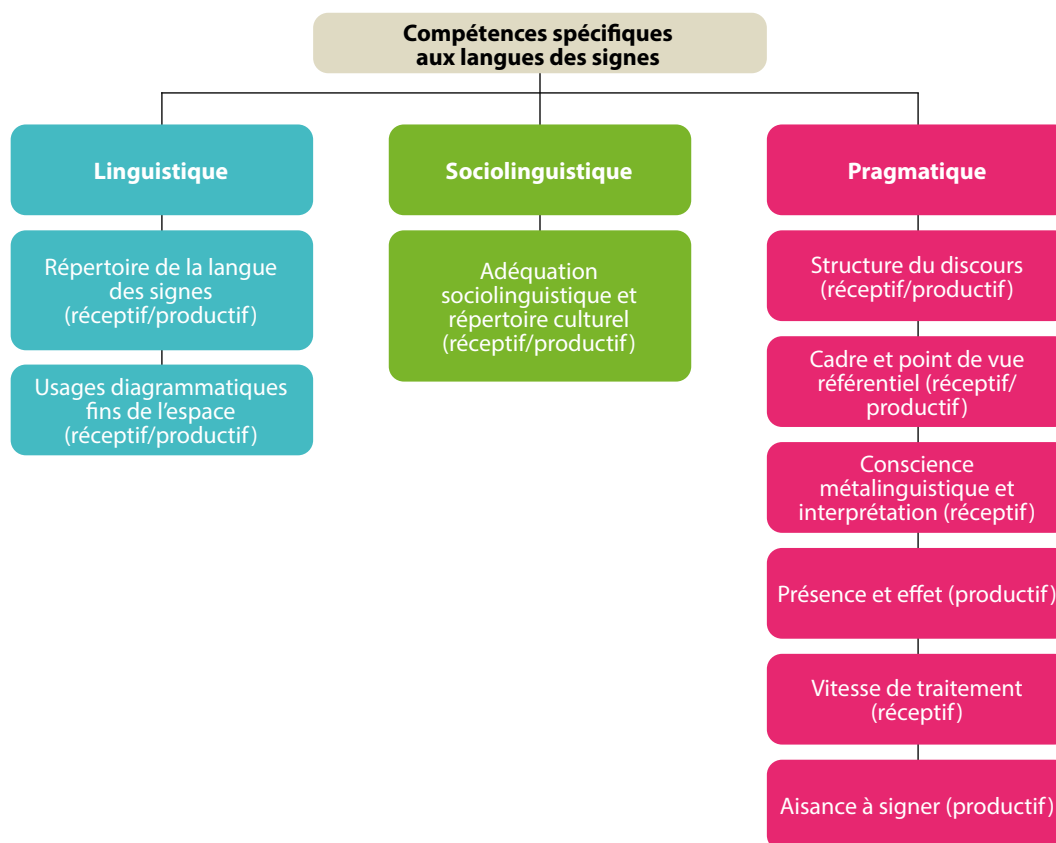 Compétences spécifiques
aux langues des signes
Linguistique
Répertoire de la langue
des signes
(réceptif/productif)
Usages diagrammatiques
fins de l’espace
(réceptif/productif)
Sociolinguistique
Adéquation
sociolinguistique et
répertoire culturel
(réceptif/productif)
Pragmatique
Structure du discours
(réceptif/productif)
Cadre et point de vue
référentiel (réceptif/
productif)
Conscience
métalinguistique et
interprétation (réceptif)
Présence et effet (productif)
Vitesse de traitement
(réceptif)
Aisance à signer (productif)